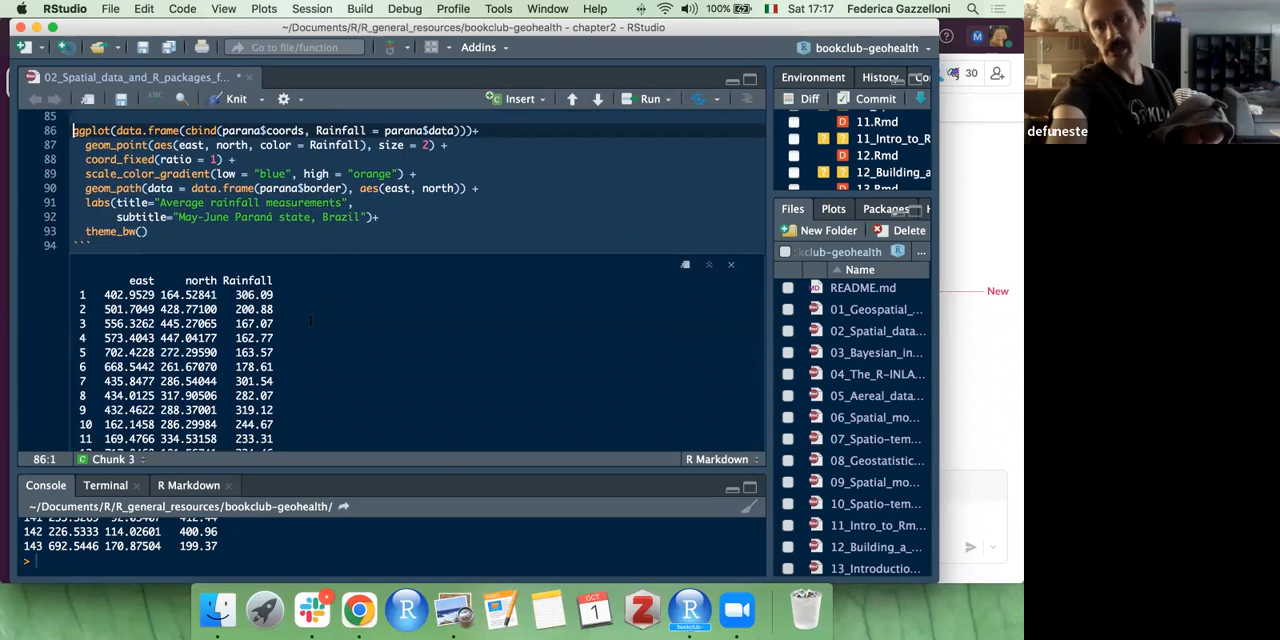 RStudio File Edit Code View Plots Session Build Debug Profile Tools Window Help 100% Sat 17:17 Federica Gazzelloni
~/Documents/R/R_general_resources/bookclub-geohealth - chapter2 - RStudio
Go to file/function Addins bookclub-geohealth
02_Spatial_data_and_R_packages_f... *
Knit Insert Run
85
86 ggplot(data.frame(cbind(parana$coords, Rainfall = parana$data)))+
87 geom_point(aes(east, north, color = Rainfall), size = 2) +
88 coord_fixed(ratio = 1) +
89 scale_color_gradient(low = "blue", high = "orange") +
90 geom_path(data = data.frame(parana$border), aes(east, north)) +
91 labs(title="Average rainfall measurements",
92 subtitle="May-June Paraná state, Brazil")+
93 theme_bw()
94 ```
east north Rainfall
1 402.9529 164.52841 306.09
2 501.7049 428.77100 200.88
3 556.3262 445.27065 167.07
4 573.4043 447.04177 162.77
5 702.4228 272.29590 163.57
6 668.5442 261.67070 178.61
7 435.8477 286.54044 301.54
8 434.0125 317.90506 282.07
9 432.4622 288.37001 319.12
10 162.1432 286.29984 244.67
11 169.4766 334.53158 233.31
86:1 Chunk 3 R Markdown
Console Terminal R Markdown
~/Documents/R/R_general_resources/bookclub-geohealth/
142 226.5333 114.02601 400.96
143 692.5446 170.87504 199.37
>
Environment History Co
Diff Commit
11.Rmd
11_Intro_to_Rm...
12.Rmd
12_Building_a_
13.Rmd
Files Plots Packages
New Folder Delete
kclub-geohealth ...
Name
README.md
01_Geospatial_...
02_Spatial_data...
03_Bayesian_in...
04_The_R-INLA...
05_Aereal_data...
06_Spatial_mo...
07_Spatio-tem...
08_Geostatistic...
09_Spatial_mo...
10_Spatio-tem...
11_Intro_to_Rm...
12_Building_a_...
13_Introductio...
M
30
New
defuneste
OCT
1